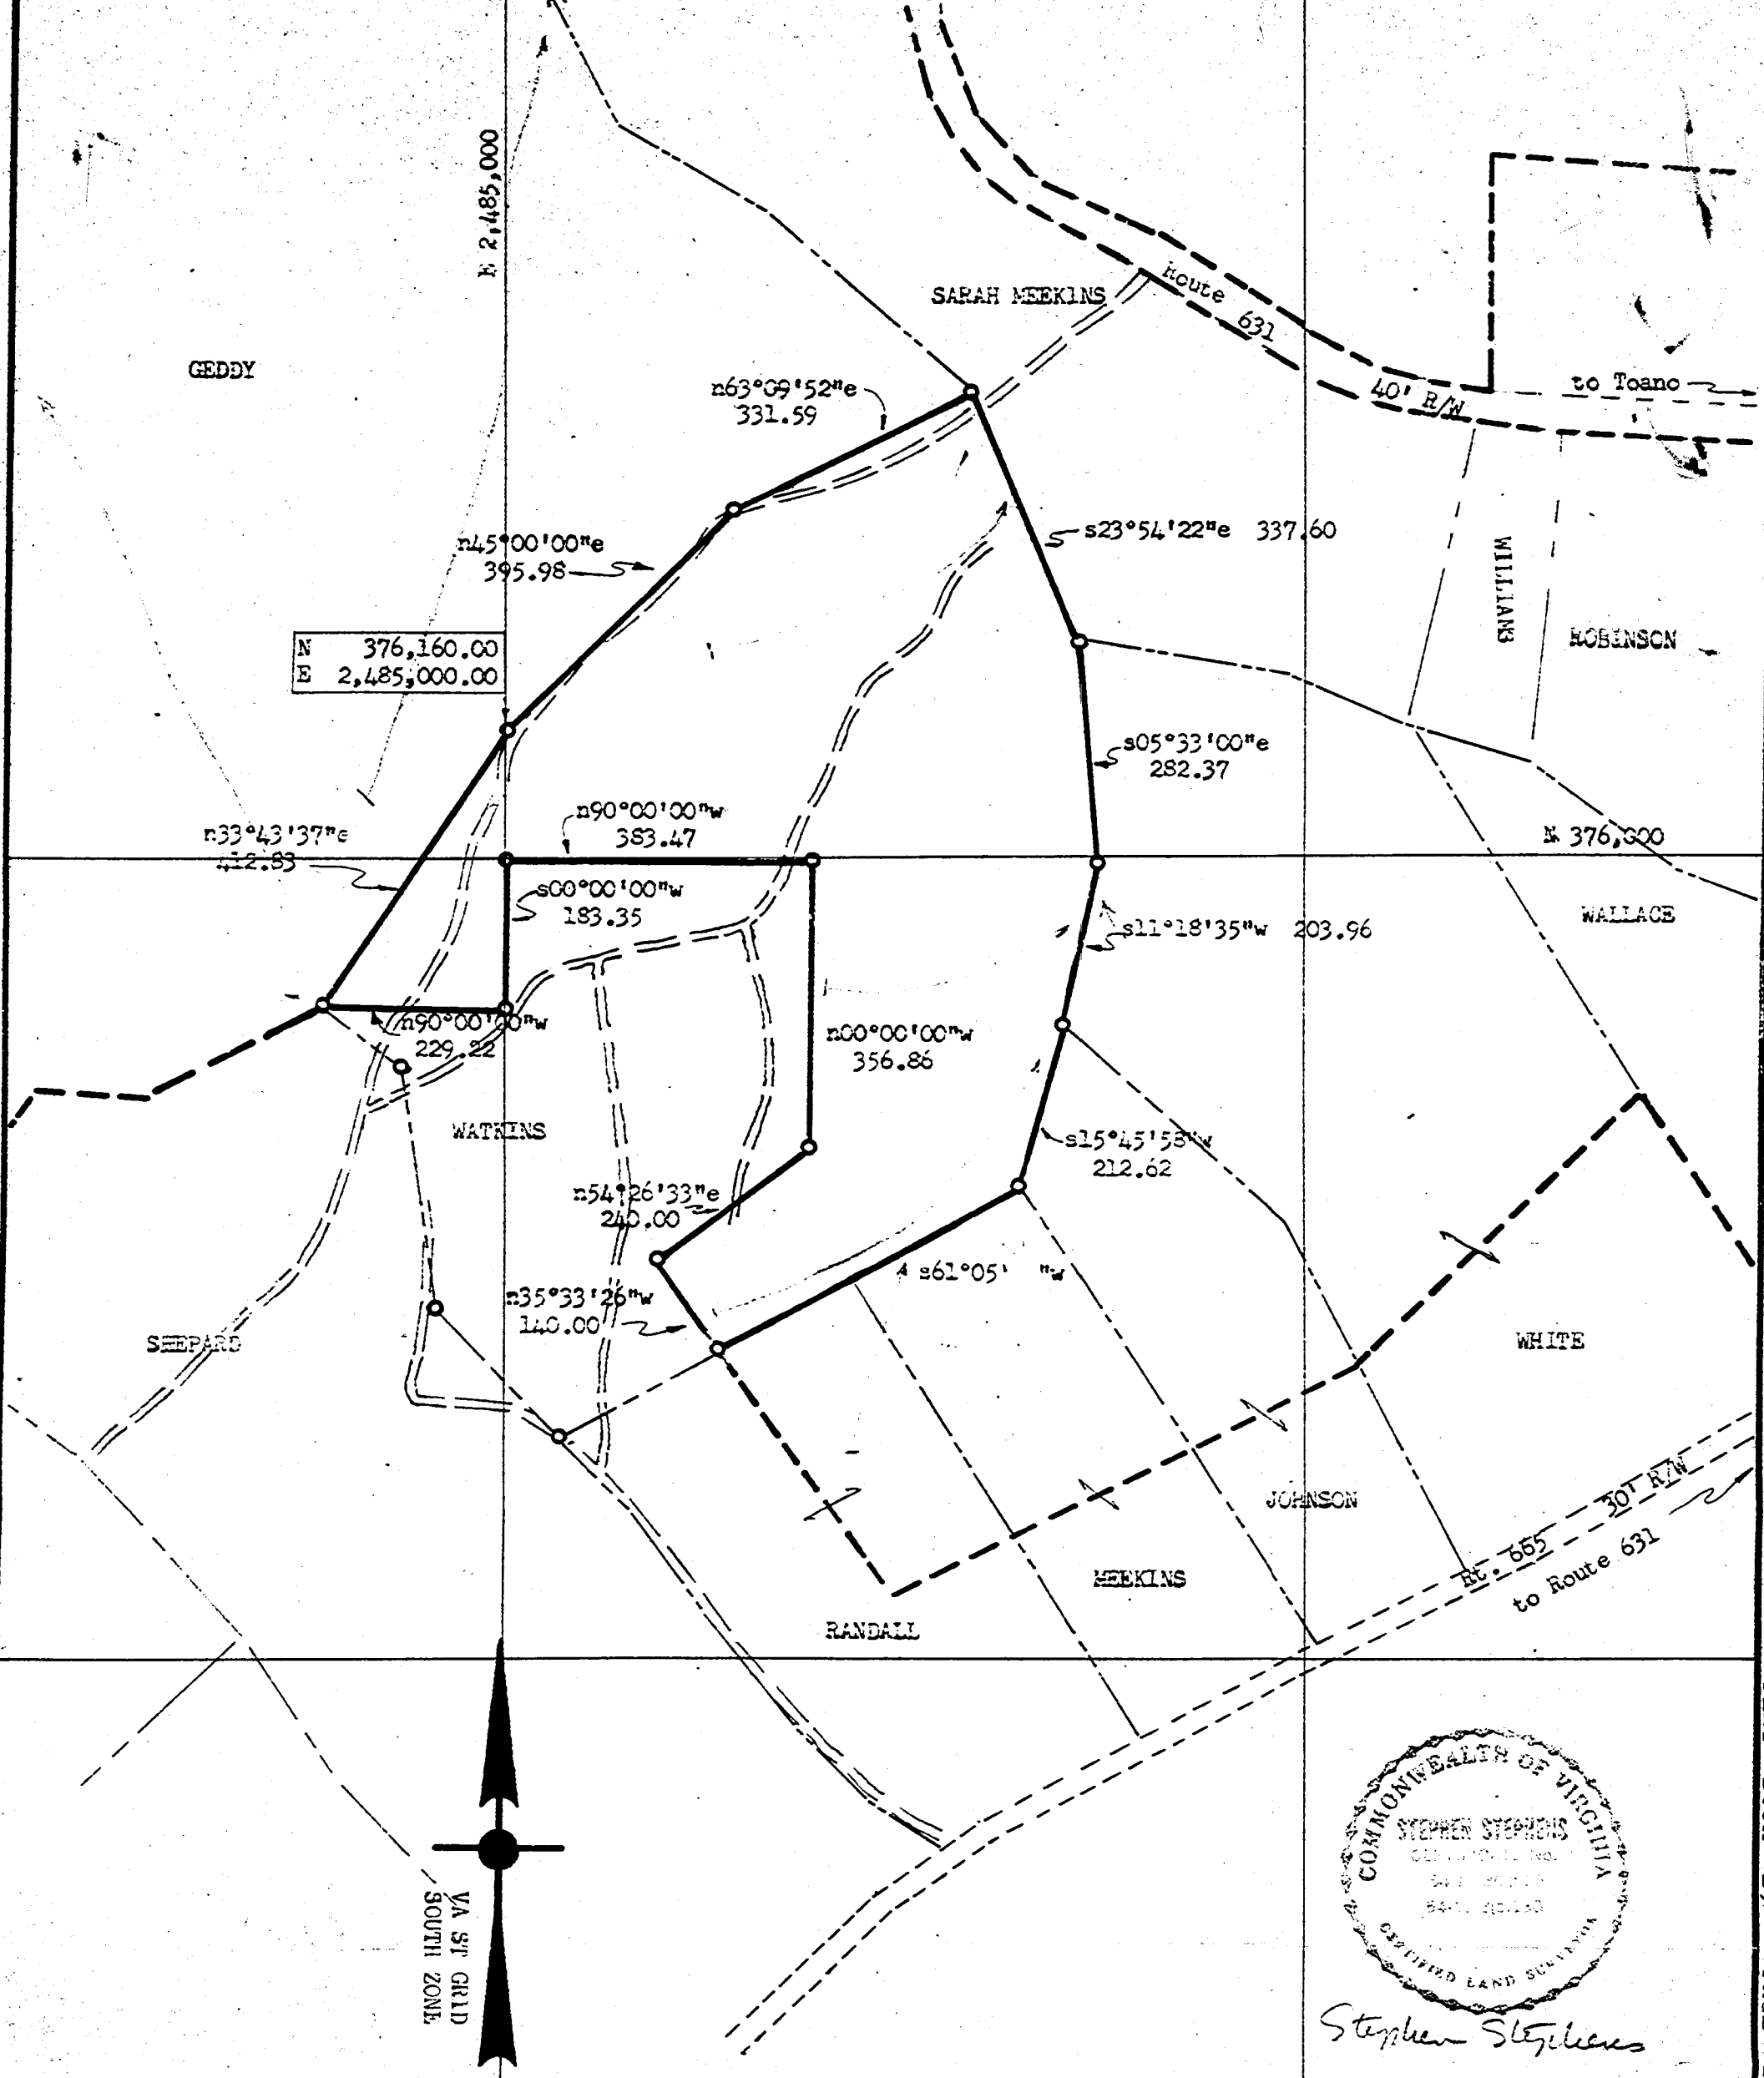 E 2,485,000
SARAH MEEKINS
Route
631
40' R/W
to Toano
GEDDY
n63°09'52"e
331.59
n45°00'00"e
395.98
s23°54'22"e 337.60
WILLIAMS
ROBINSON
N 376,160.00
E 2,485,000.00
s05°33'00"e
282.37
n33°43'37"e
412.83
n90°00'00"w
383.47
N 376,000
s00°00'00"w
183.35
s11°18'35"w 203.96
WALLACE
n90°00'00"w
229.22
n00°00'00"w
356.86
WATKINS
s15°45'58"w
212.62
n54°26'33"e
240.00
s61°05' "w
n35°33'26"w
140.00
SHEPARD
WHITE
JOHNSON
30' R/W
Rt. 665
to Route 631
MEEKINS
RANDALL
VA ST GRID
SOUTH ZONE
COMMONWEALTH OF VIRGINIA
STEPHEN STEPHENS
CERTIFIED LAND SURVEYOR
Stephen Stephens